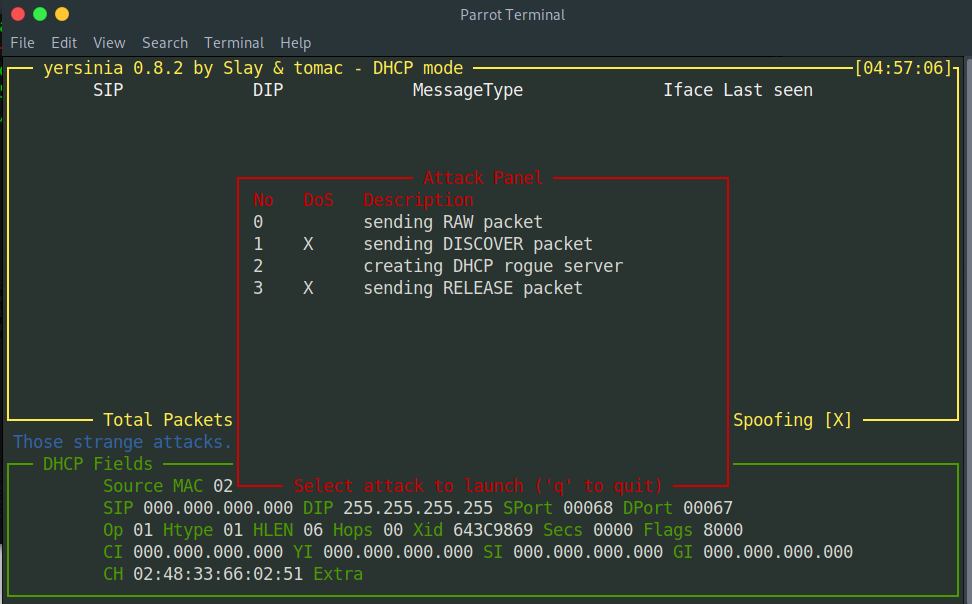 Parrot Terminal
File Edit View Search Terminal Help
yersinia 0.8.2 by Slay & tomac - DHCP mode [04:57:06]
SIP DIP MessageType Iface Last seen
Attack Panel
No DoS Description
0 sending RAW packet
1 X sending DISCOVER packet
2 creating DHCP rogue server
3 X sending RELEASE packet
Total Packets Spoofing [X]
Those strange attacks.
DHCP Fields
Source MAC 02 Select attack to launch ('q' to quit)
SIP 000.000.000.000 DIP 255.255.255.255 SPort 00068 DPort 00067
Op 01 Htype 01 HLEN 06 Hops 00 Xid 643C9869 Secs 0000 Flags 8000
CI 000.000.000.000 YI 000.000.000.000 SI 000.000.000.000 GI 000.000.000.000
CH 02:48:33:66:02:51 Extra